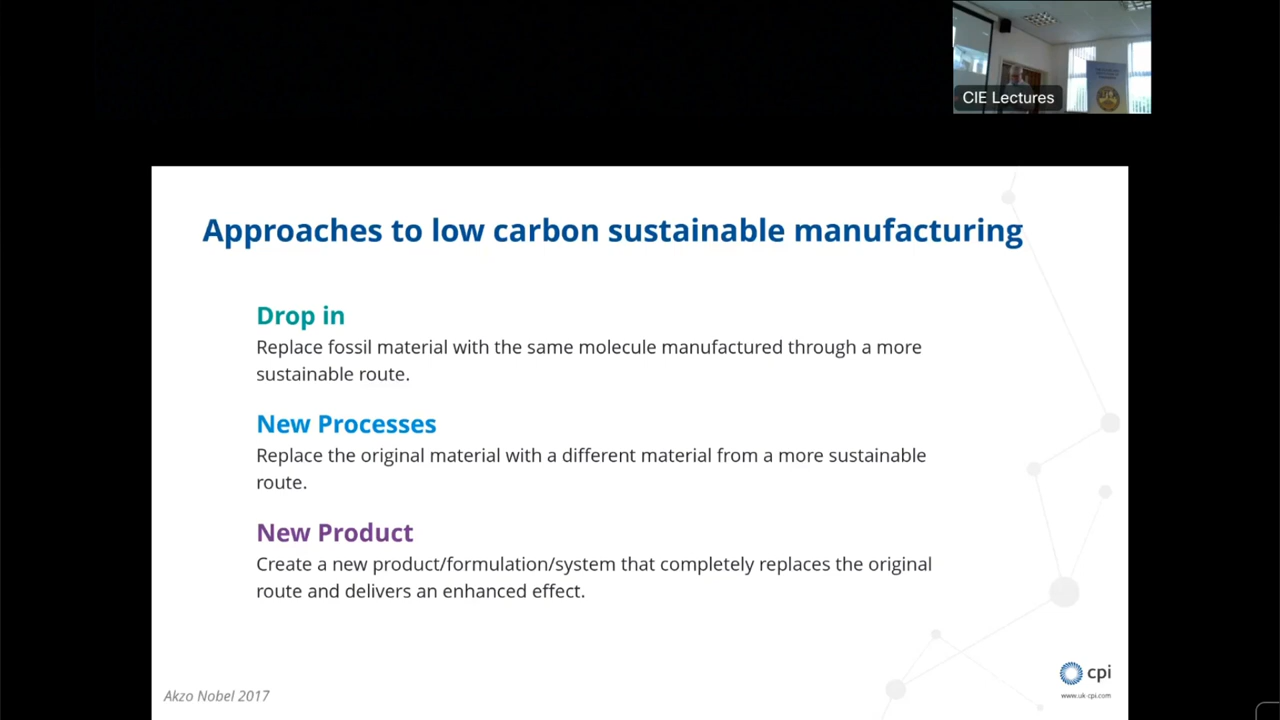 CIE Lectures
Approaches to low carbon sustainable manufacturing
Drop in
Replace fossil material with the same molecule manufactured through a more
sustainable route.
New Processes
Replace the original material with a different material from a more sustainable
route.
New Product
Create a new product/formulation/system that completely replaces the original
route and delivers an enhanced effect.
cpi
www.uk-cpi.com
Akzo Nobel 2017